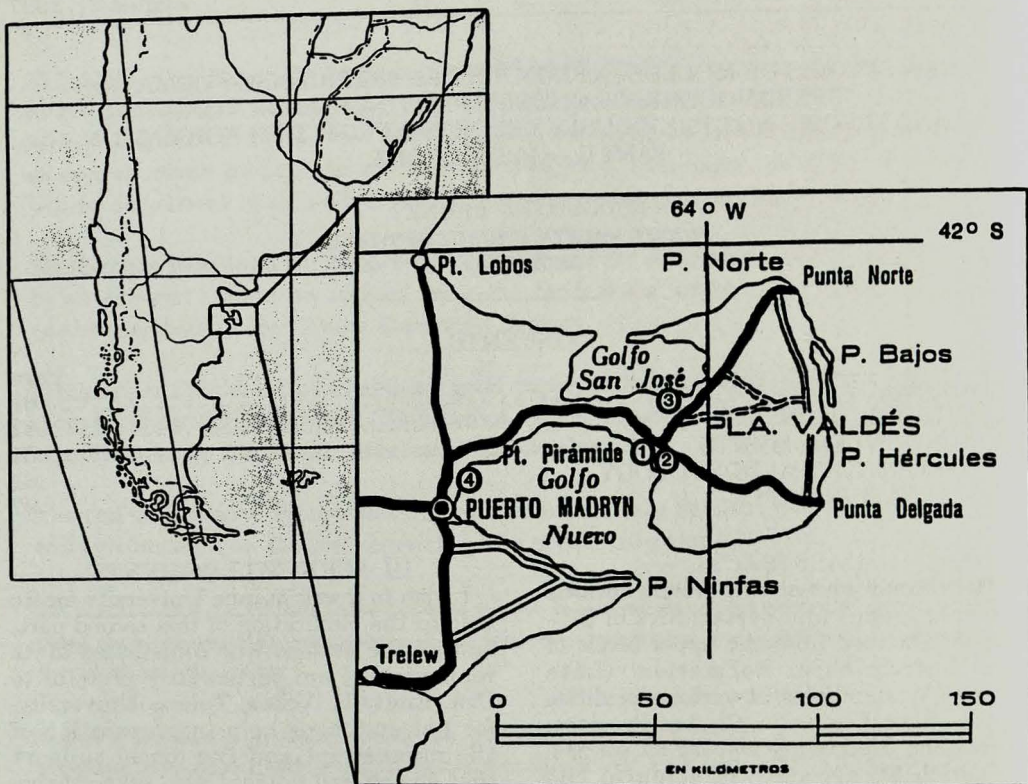 64° W
42° S
Pt. Lobos
P. Norte
Punta Norte
Golfo
San José
P. Bajos
3
PLA. VALDÉS
Pt. Pirámide
1
2
P. Hércules
4
Golfo
PUERTO MADRYN
Nuevo
Punta Delgada
P. Ninfas
Trelew
0 50 100 150
EN KILOMETROS